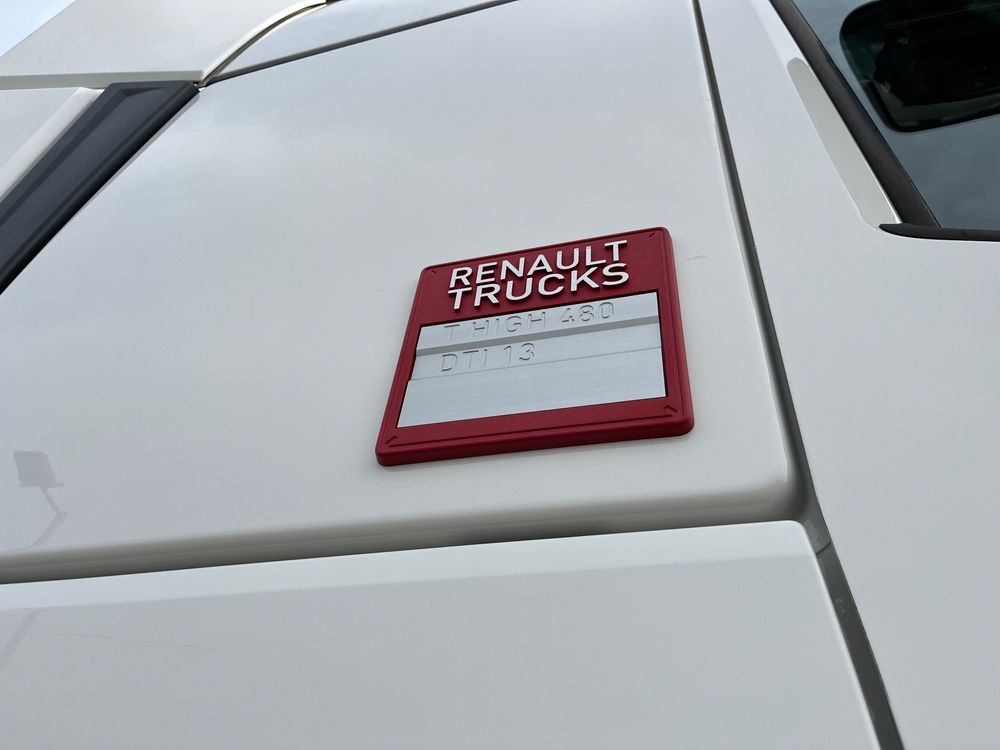 RENAULT
TRUCKS
T HIGH 480
DTI 13